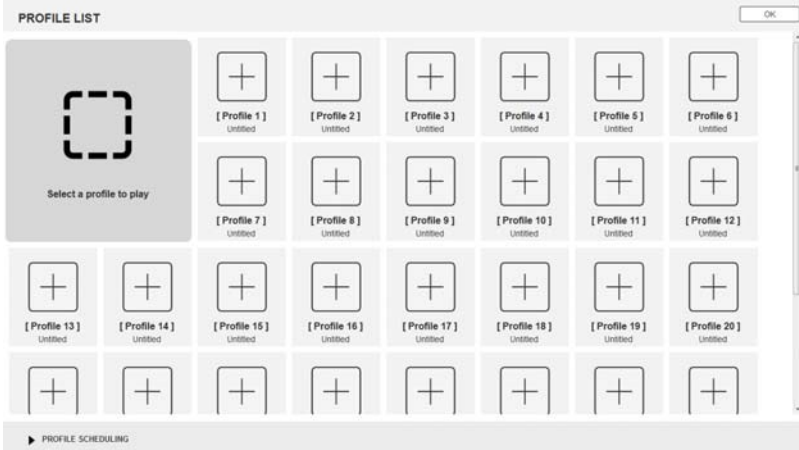 PROFILE LIST
OK
Select a profile to play
[ Profile 1 ]
Untitled
[ Profile 2 ]
Untitled
[ Profile 3 ]
Untitled
[ Profile 4 ]
Untitled
[ Profile 5 ]
Untitled
[ Profile 6 ]
Untitled
[ Profile 7 ]
Untitled
[ Profile 8 ]
Untitled
[ Profile 9 ]
Untitled
[ Profile 10 ]
Untitled
[ Profile 11 ]
Untitled
[ Profile 12 ]
Untitled
[ Profile 13 ]
Untitled
[ Profile 14 ]
Untitled
[ Profile 15 ]
Untitled
[ Profile 16 ]
Untitled
[ Profile 17 ]
Untitled
[ Profile 18 ]
Untitled
[ Profile 19 ]
Untitled
[ Profile 20 ]
Untitled
PROFILE SCHEDULING